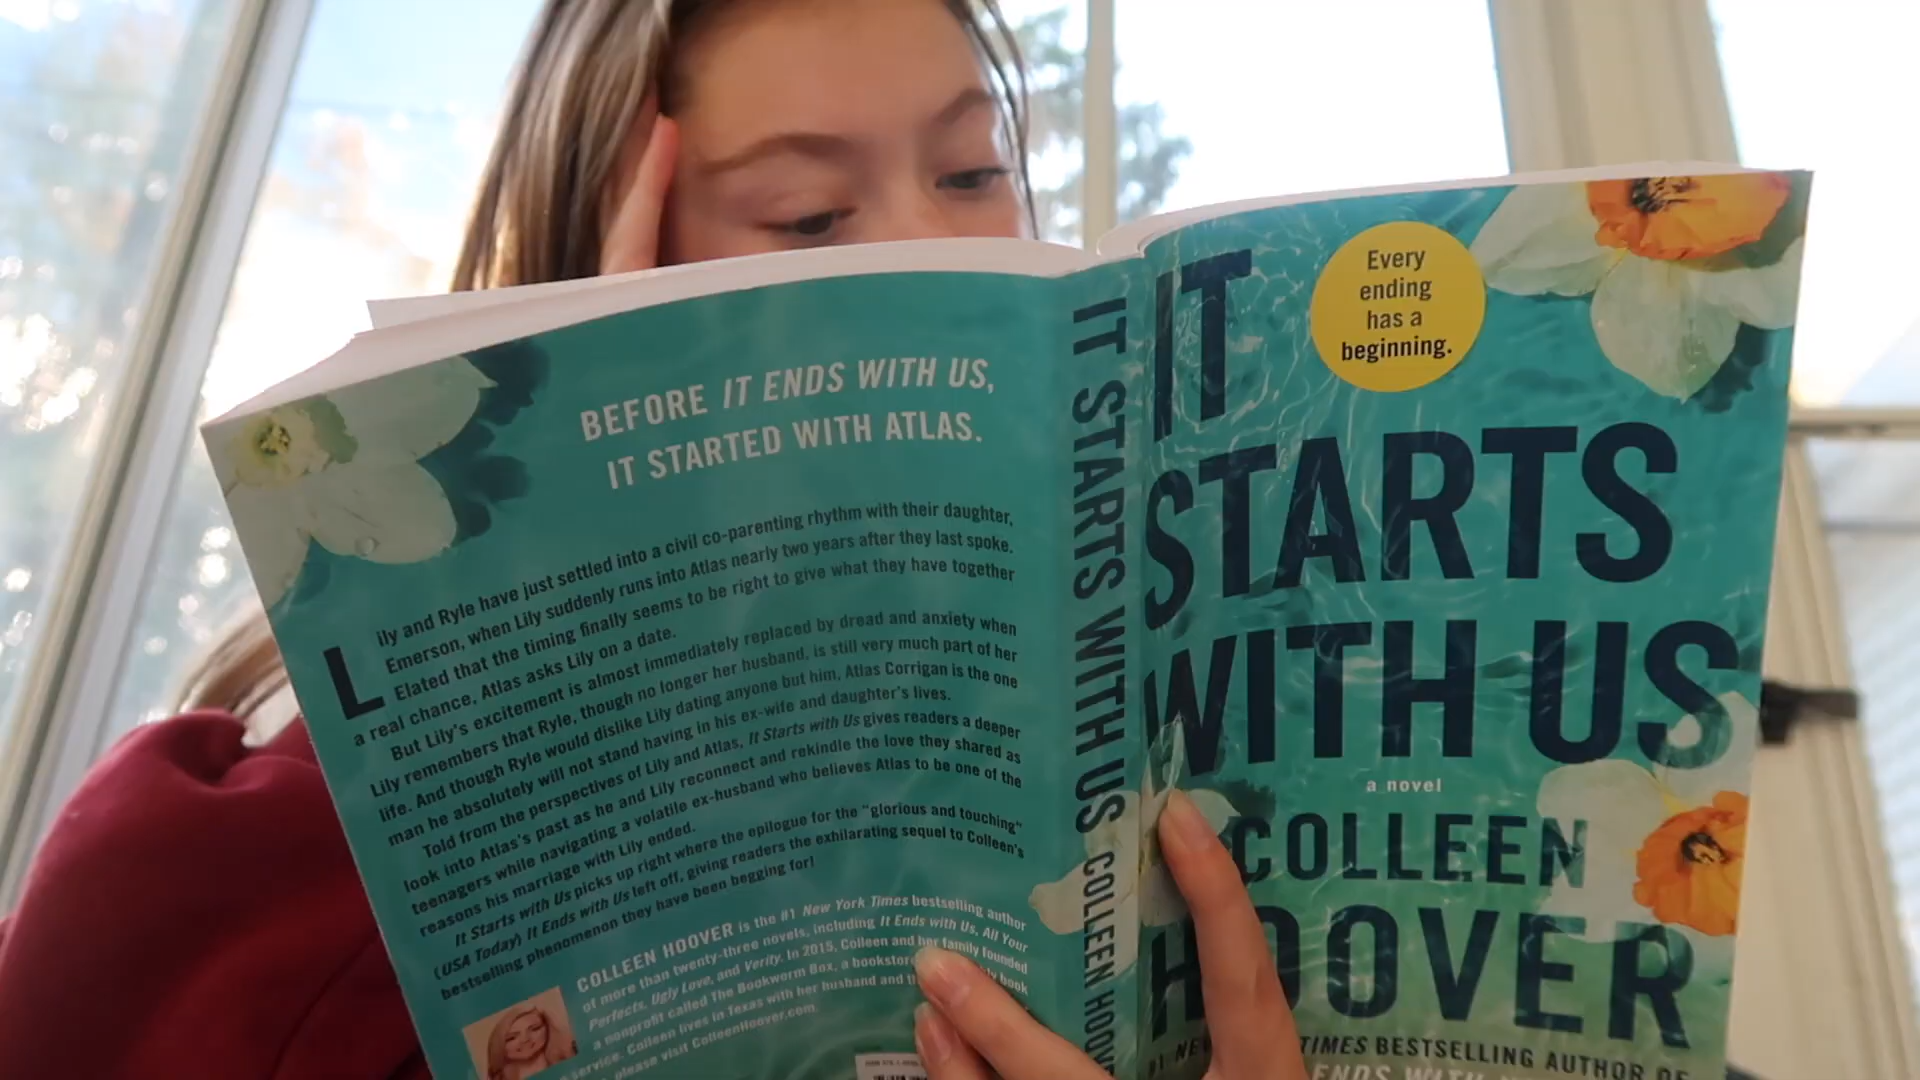 BEFORE IT ENDS WITH US,
IT STARTED WITH ATLAS.
Lily and Ryle have just settled into a civil co-parenting rhythm with their daughter,
Emerson, when Lily suddenly runs into Atlas nearly two years after they last spoke.
Elated that the timing finally seems to be right to give what they have together
a real chance, Atlas asks Lily on a date.
But Lily's excitement is almost immediately replaced by dread and anxiety when
Lily remembers that Ryle, though no longer her husband, is still very much part of her
life. And though Ryle would dislike Lily dating anyone but him, Atlas Corrigan is the one
man he absolutely will not stand having in his ex-wife and daughter's lives.
Told from the perspectives of Lily and Atlas, It Starts with Us gives readers a deeper
look into Atlas's past as he and Lily reconnect and rekindle the love they shared as
teenagers while navigating a volatile ex-husband who believes Atlas to be one of the
reasons his marriage with Lily ended.
It Starts with Us picks up right where the epilogue for the "glorious and touching"
(USA Today) It Ends with Us left off, giving readers the exhilarating sequel to Colleen's
bestselling phenomenon they have been begging for!
COLLEEN HOOVER is the #1 New York Times bestselling author
of more than twenty-three novels, including It Ends with Us, All Your
Perfects, Ugly Love, and Verity. In 2015, Colleen and her family founded
a nonprofit called The Bookworm Box, a bookstore book
service. Colleen lives in Texas with her husband and
please visit ColleenHoover.com.
IT STARTS WITH US COLLEEN HOOVER
IT
STARTS
WITH US
Every
ending
has a
beginning.
a novel
COLLEEN
HOOVER
#1 NEW TIMES BESTSELLING AUTHOR OF
ENDS WITH